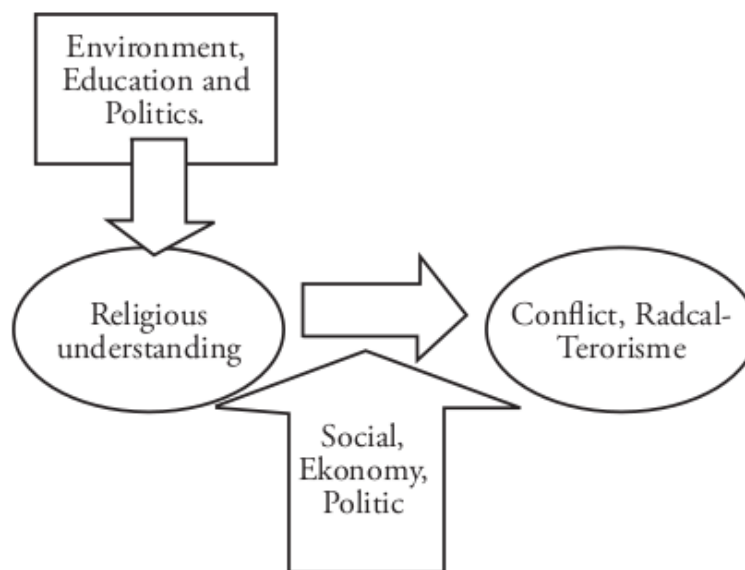 Environment,
Education and
Politics.
Religious
understanding
Conflict, Radcal-
Terorisme
Social,
Ekonomy,
Politic